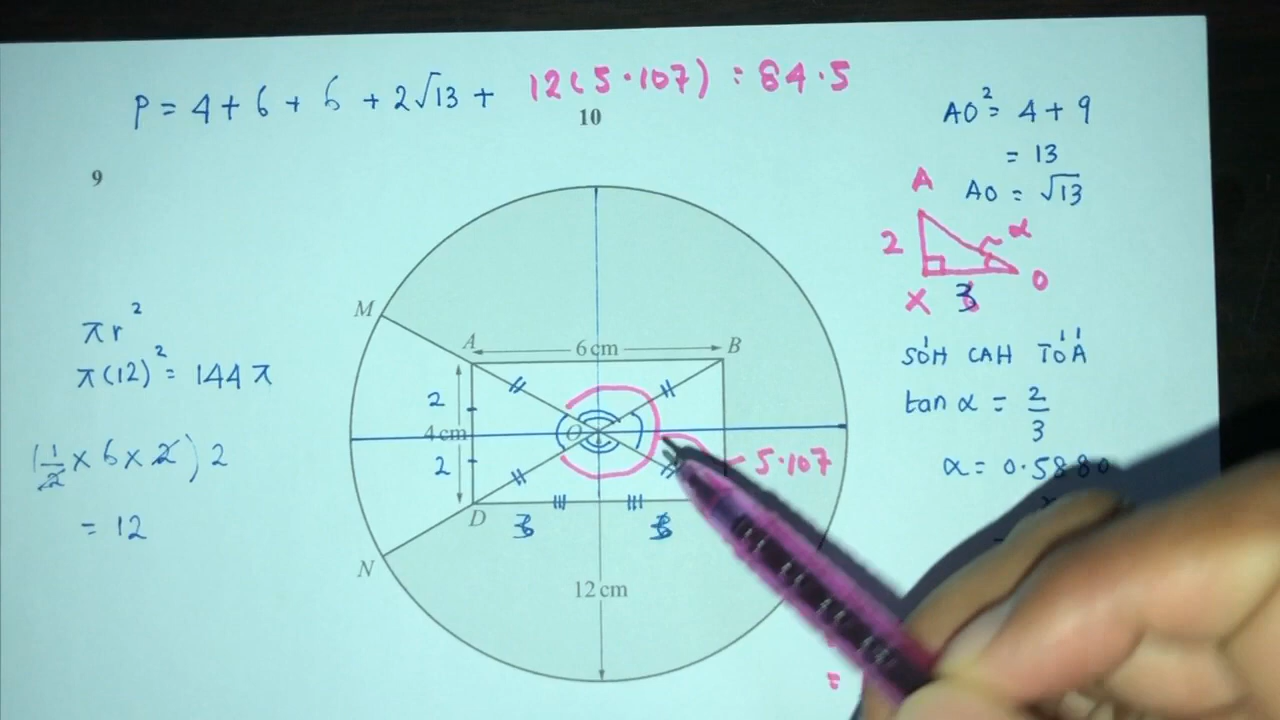 P = 4 + 6 + 6 + 2√13 + 12(5·107) = 84.5
10
9
AO² = 4 + 9
= 13
AO = √13
A
2
α
X
3
O
SOH CAH TOA
tan α = 2/3
α = 0.5880
πr²
π(12)² = 144π
(1/2 × 6 × 2) 2
= 12
M
A
6 cm
B
2
4 cm
O
2
5·107
D
3
3
N
12 cm
=